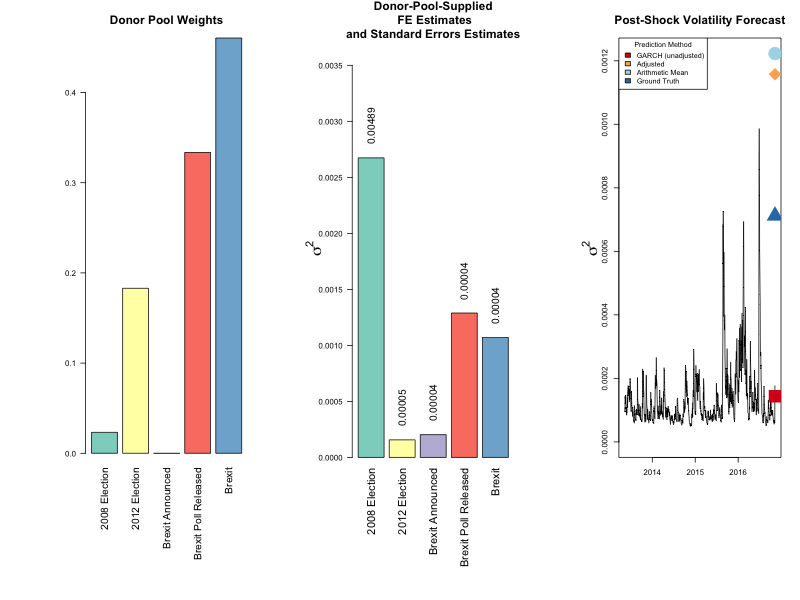 Donor Pool Weights
0.4
0.3
0.2
0.1
0.0
2008 Election
2012 Election
Brexit Announced
Brexit Poll Released
Brexit
Donor-Pool-Supplied
FE Estimates
and Standard Errors Estimates
σ2
0.0035
0.0030
0.0025
0.0020
0.0015
0.0010
0.0005
0.0000
0.00489
0.00005
0.00004
0.00004
0.00004
2008 Election
2012 Election
Brexit Announced
Brexit Poll Released
Brexit
Post-Shock Volatility Forecast
Prediction Method
GARCH (unadjusted)
Adjusted
Arithmetic Mean
Ground Truth
σ2
0.0012
0.0010
0.0008
0.0006
0.0004
0.0002
0.0000
2014
2015
2016